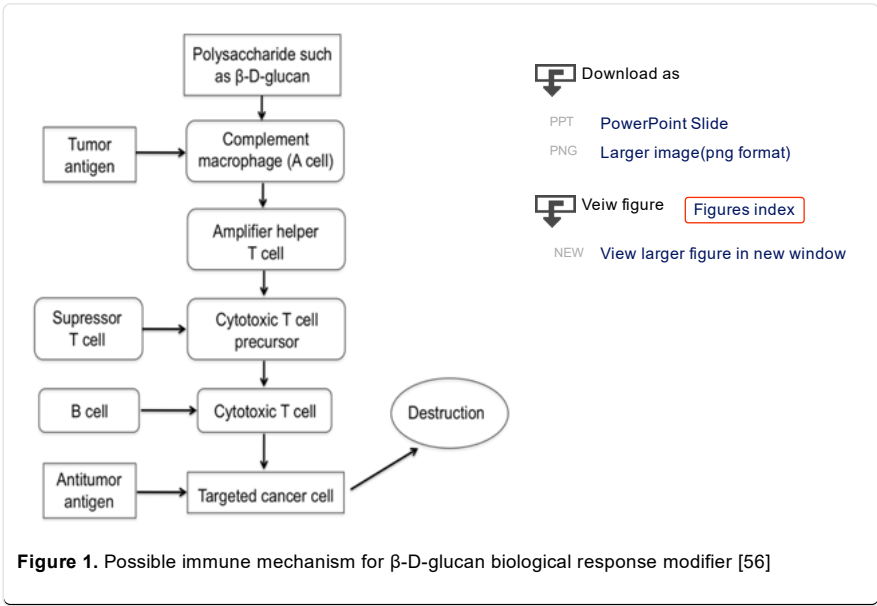 Polysaccharide such
as β-D-glucan
Tumor
antigen
Complement
macrophage (A cell)
Amplifier helper
T cell
Supressor
T cell
Cytotoxic T cell
precursor
B cell
Cytotoxic T cell
Destruction
Antitumor
antigen
Targeted cancer cell
Download as
PPT PowerPoint Slide
PNG Larger image(png format)
Veiw figure Figures index
NEW View larger figure in new window
Figure 1. Possible immune mechanism for β-D-glucan biological response modifier [56]